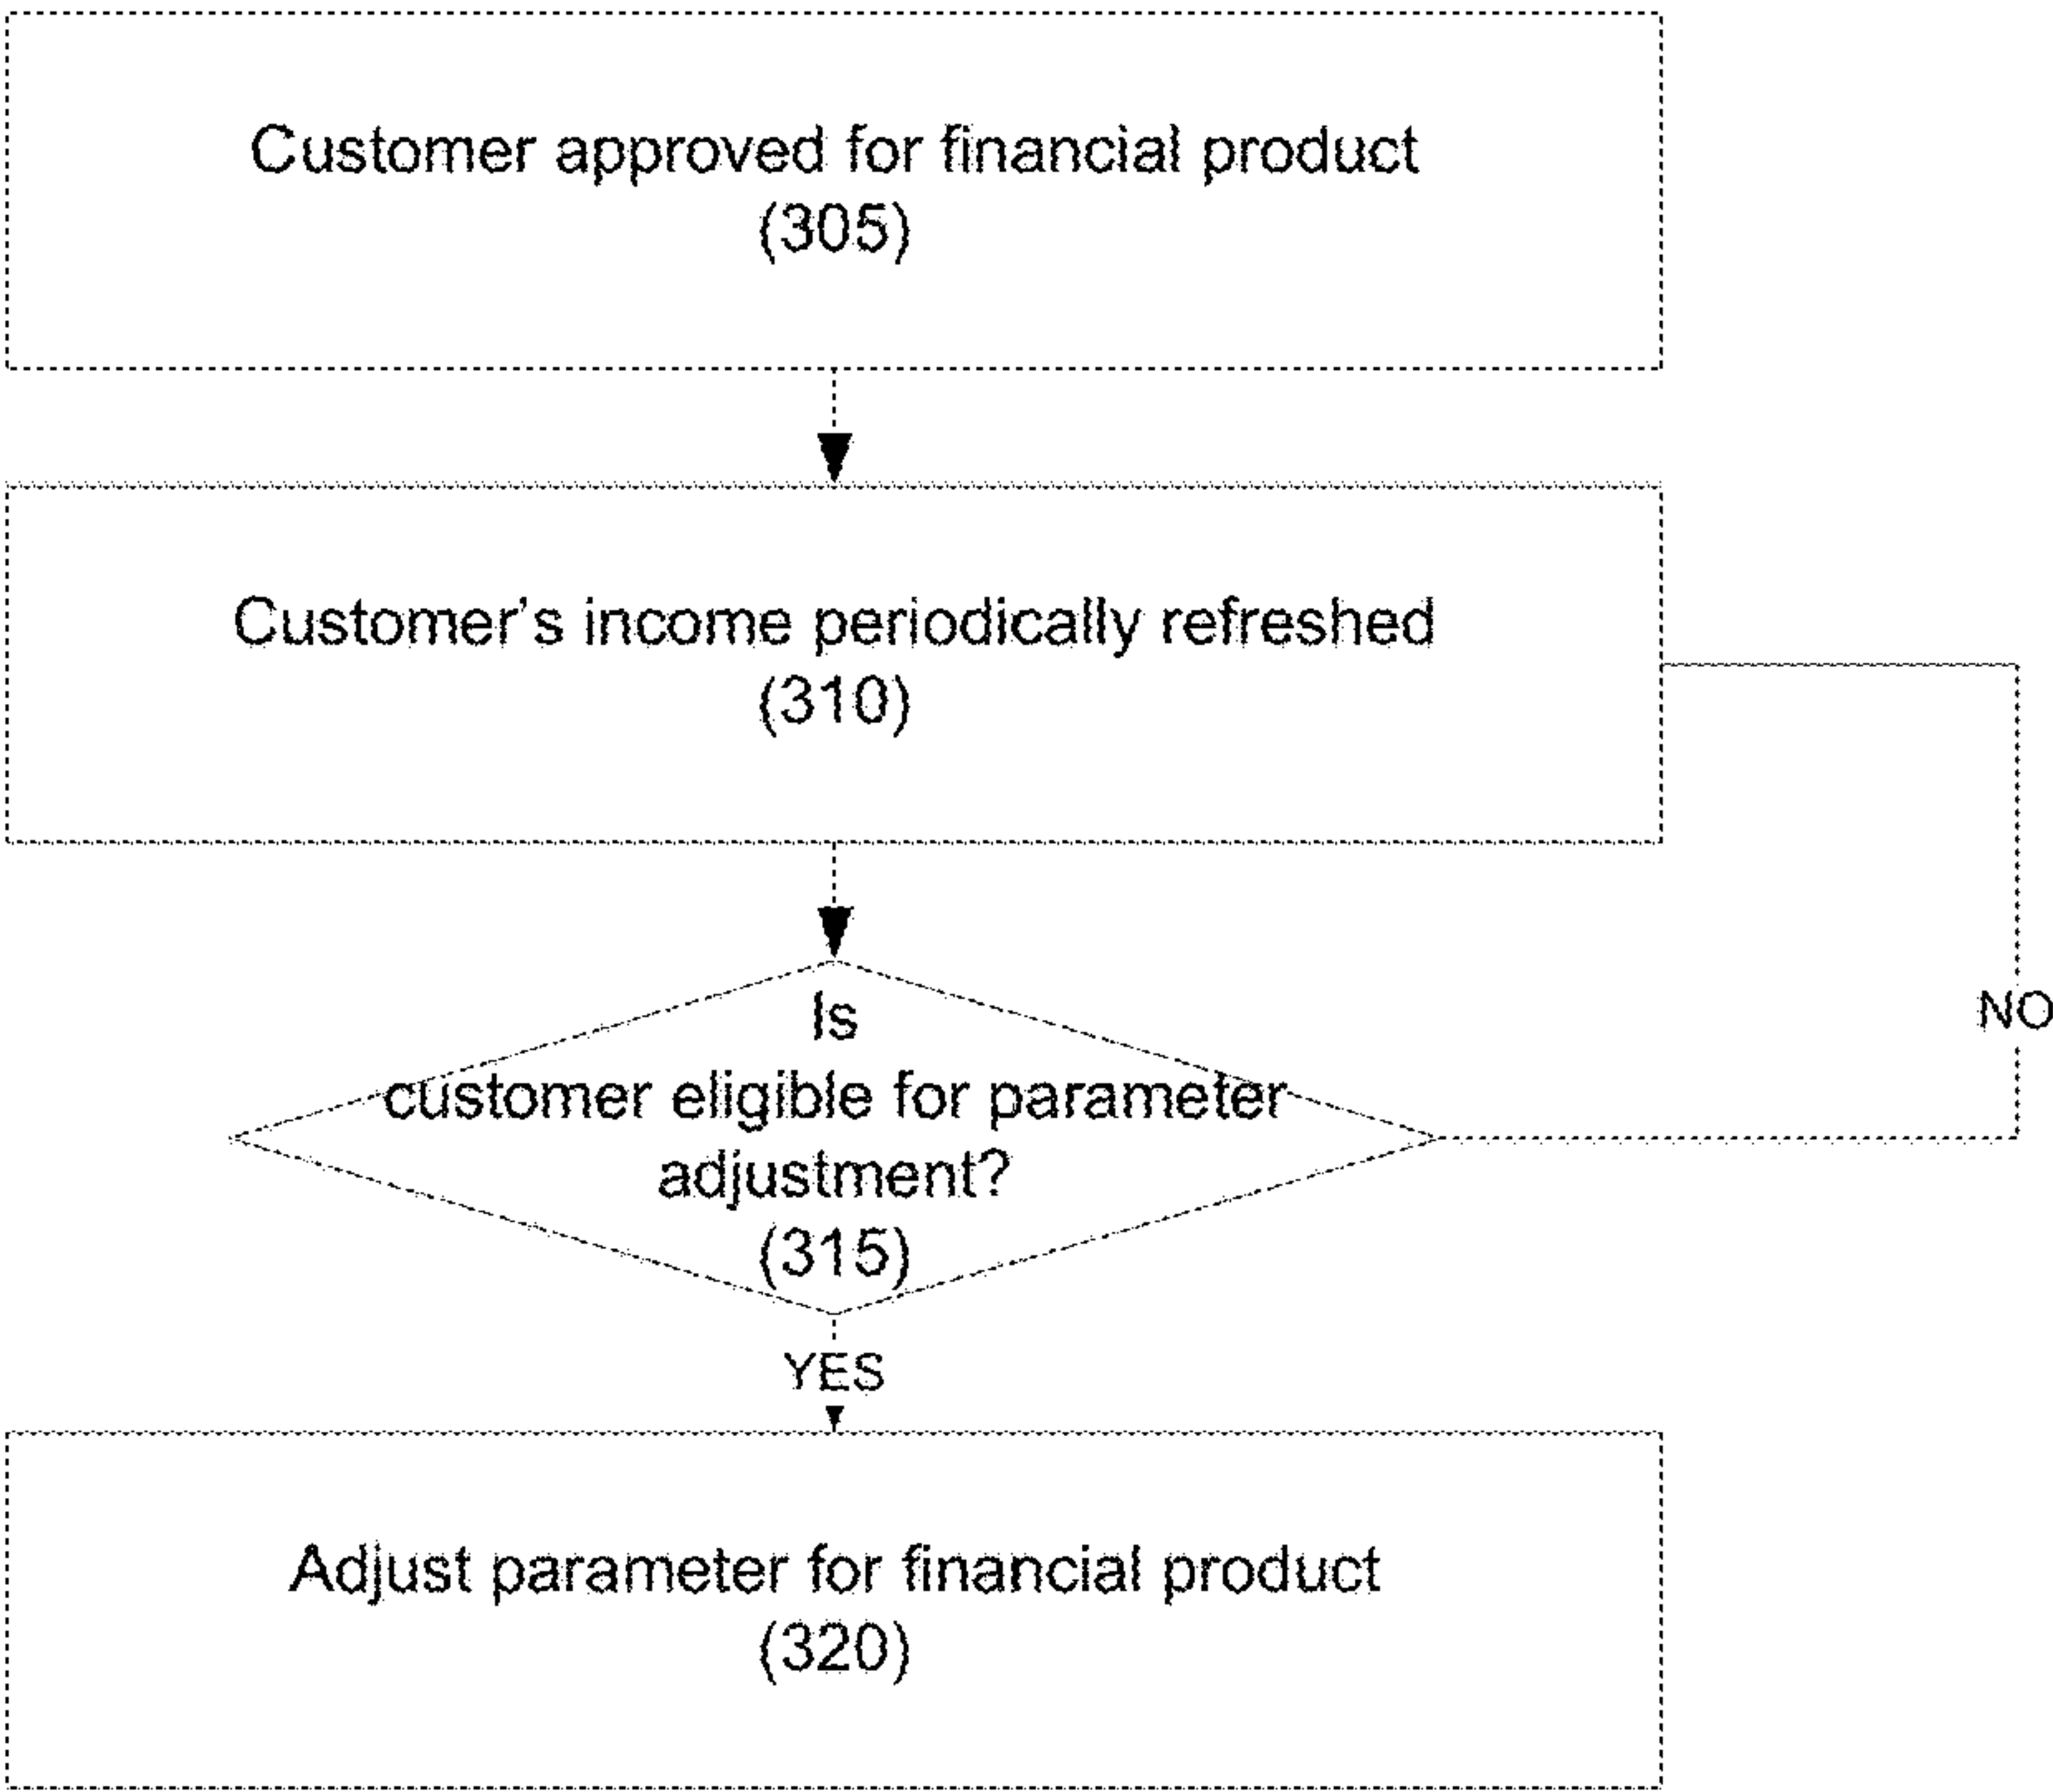 Customer approved for financial product
(305)
Customer’s income periodically refreshed
(310)
Is
customer eligible for parameter
adjustment?
(315)
NO
YES
Adjust parameter for financial product
(320)